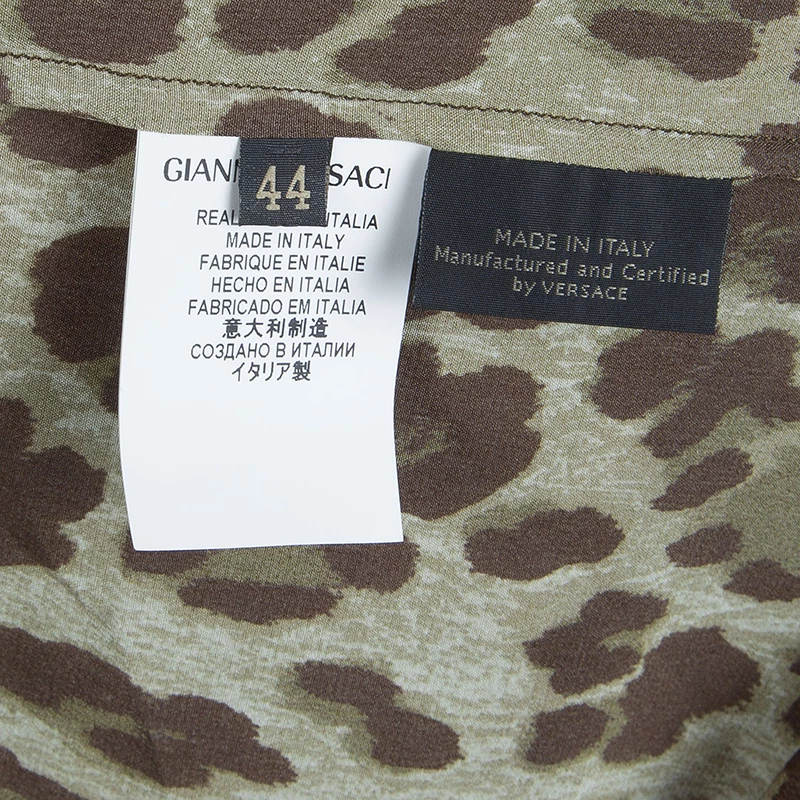 44
MADE IN ITALY
FABRIQUE EN ITALIE
HECHO EN ITALIA
FABRICADO EM ITALIA
意大利制造
СОЗДАНО В ИТАЛИИ
イタリア製
MADE IN ITALY
Manufactured and Certified
by VERSACE